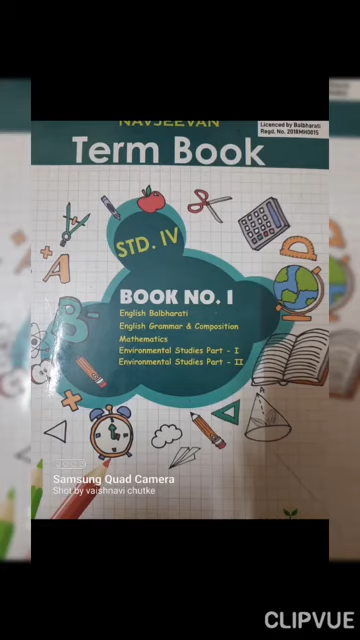 NAVJEEVAN
Licenced by Balbharati
Regd. No. 2018MH0015
Term Book
STD. IV
A
B-
BOOK NO. I
English Balbharati
English Grammar & Composition
Mathematics
Environmental Studies Part - I
Environmental Studies Part - II
Samsung Quad Camera
Shot by vaishnavi chutke
CLIPVUE